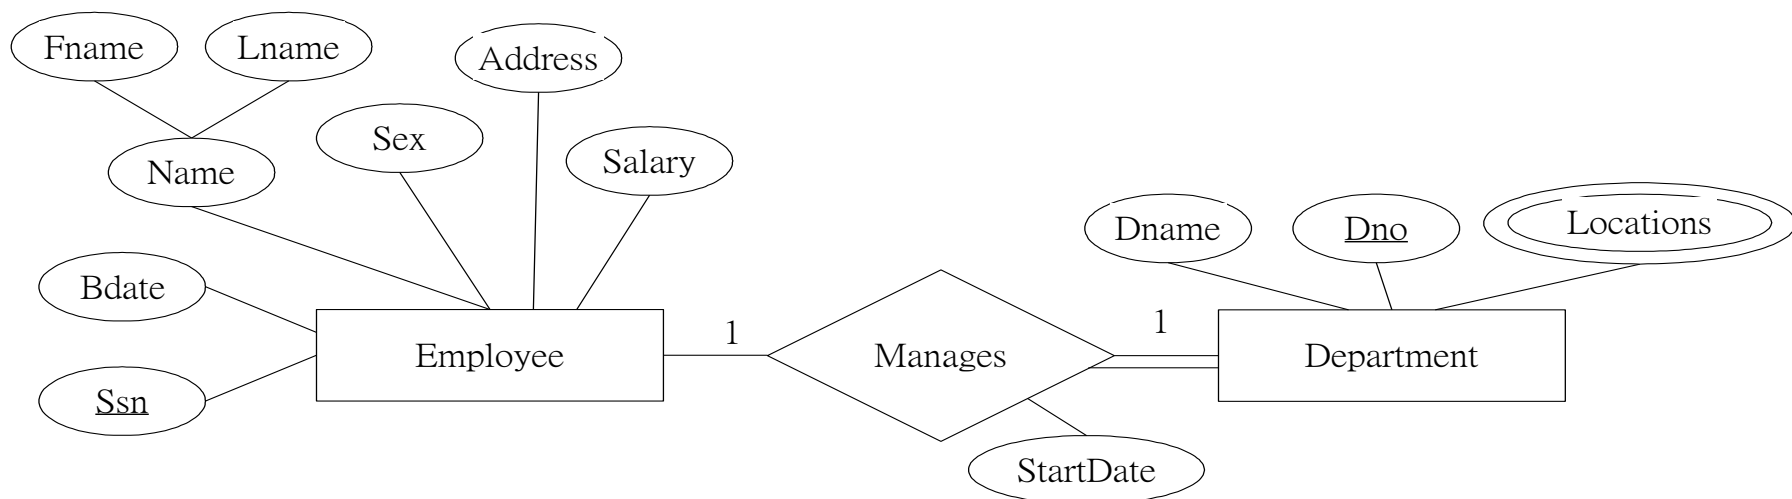 Fname
Lname
Address
Sex
Salary
Name
Dname
Dno
Locations
Bdate
Employee
1
Manages
1
Department
Ssn
StartDate